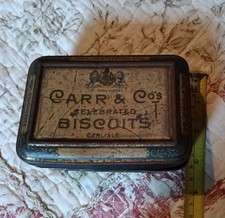 CARR & Co's
CELEBRATED
BISCUITS
CARLISLE